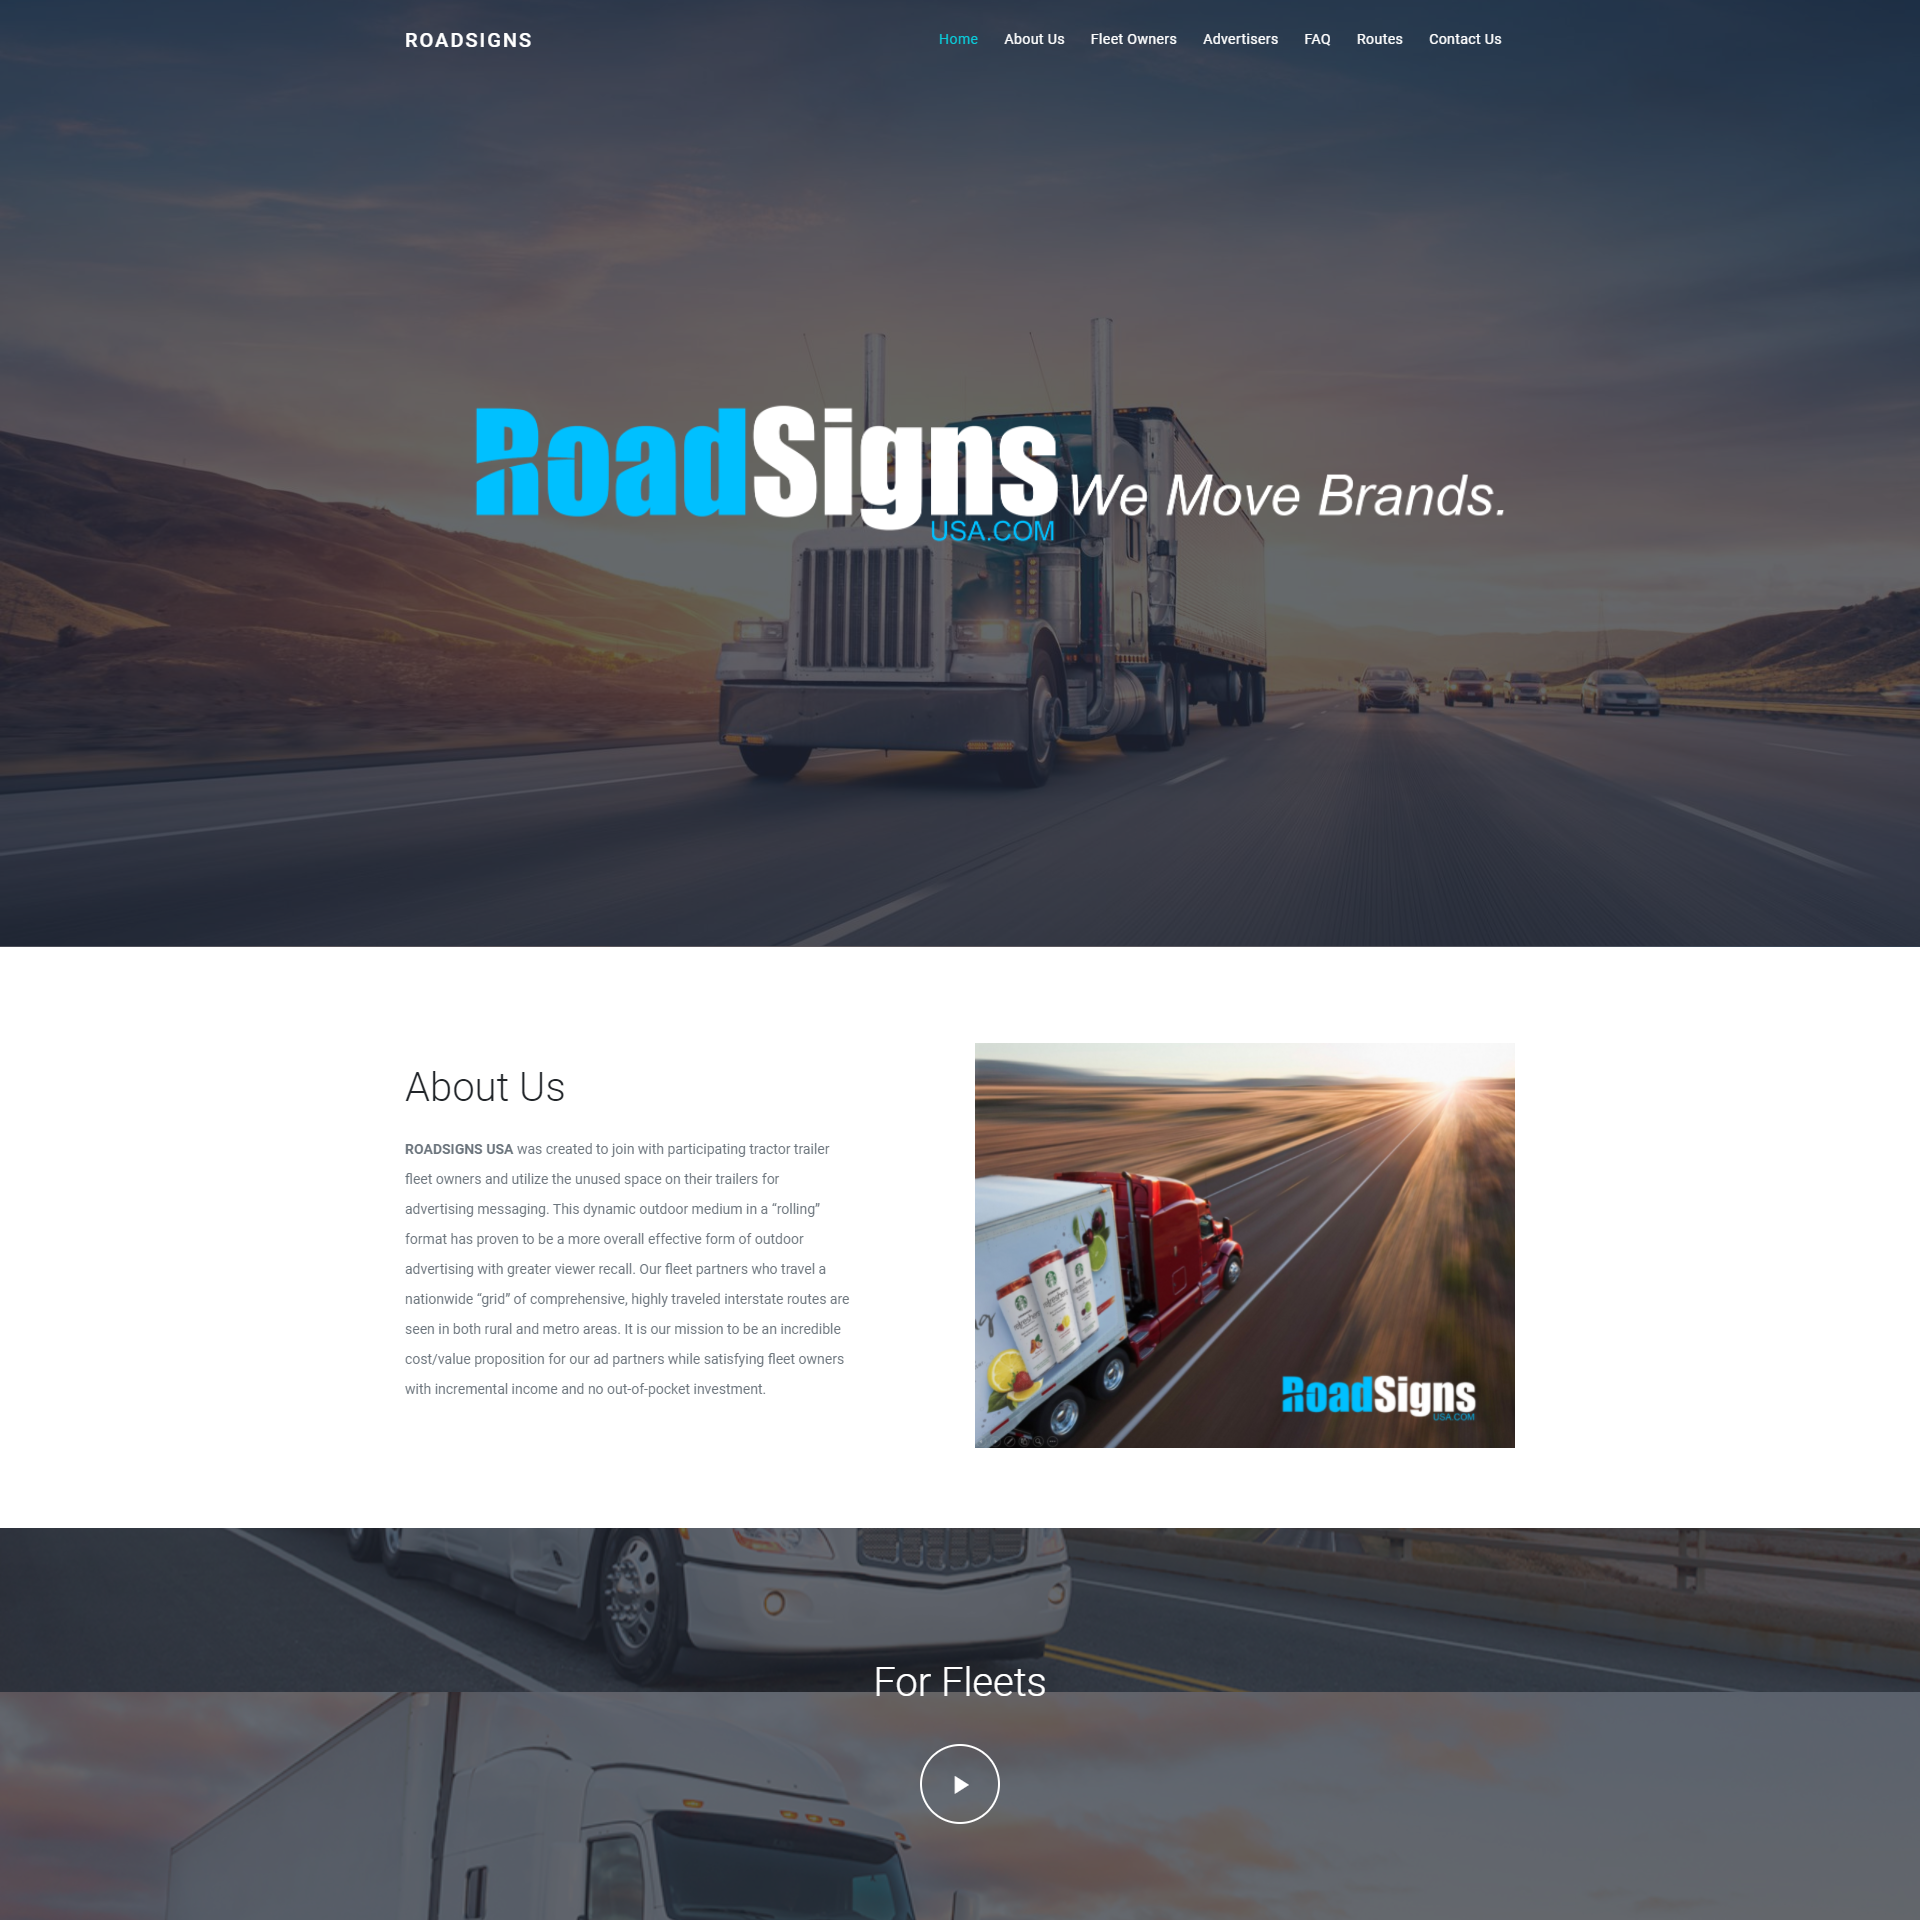 ROADSIGNS
Home About Us Fleet Owners Advertisers FAQ Routes Contact Us
RoadSigns We Move Brands.
USA.COM
About Us
ROADSIGNS USA was created to join with participating tractor trailer
fleet owners and utilize the unused space on their trailers for
advertising messaging. This dynamic outdoor medium in a “rolling”
format has proven to be a more overall effective form of outdoor
advertising with greater viewer recall. Our fleet partners who travel a
nationwide “grid” of comprehensive, highly traveled interstate routes are
seen in both rural and metro areas. It is our mission to be an incredible
cost/value proposition for our ad partners while satisfying fleet owners
with incremental income and no out-of-pocket investment.
RoadSigns
USA.COM
For Fleets